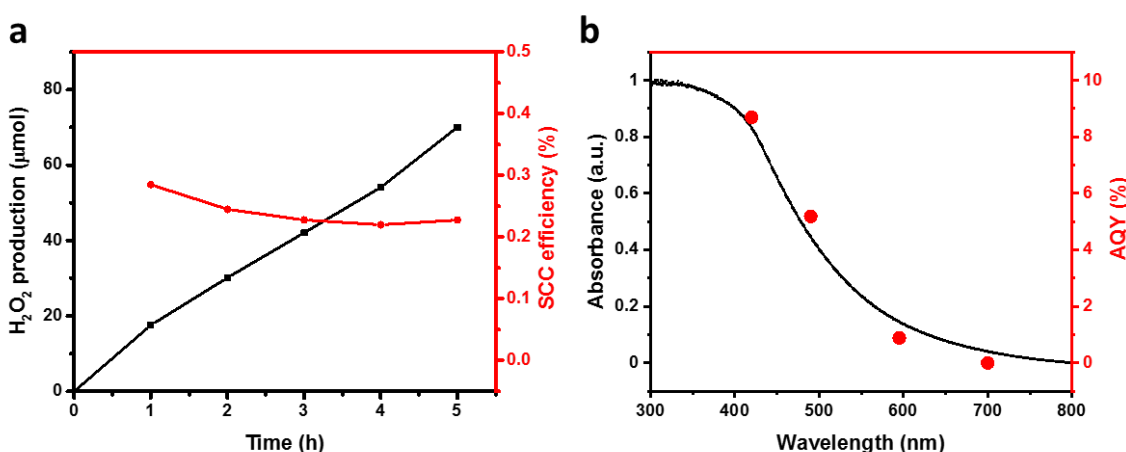 a
H₂O₂ production (μmol)
80
60
40
20
0
0 1 2 3 4 5
Time (h)
0.5
0.4
0.3
0.2
0.1
0.0
SCC efficiency (%)
b
Absorbance (a.u.)
1
0.8
0.6
0.4
0.2
0
300 400 500 600 700 800
Wavelength (nm)
10
8
6
4
2
0
AQY (%)